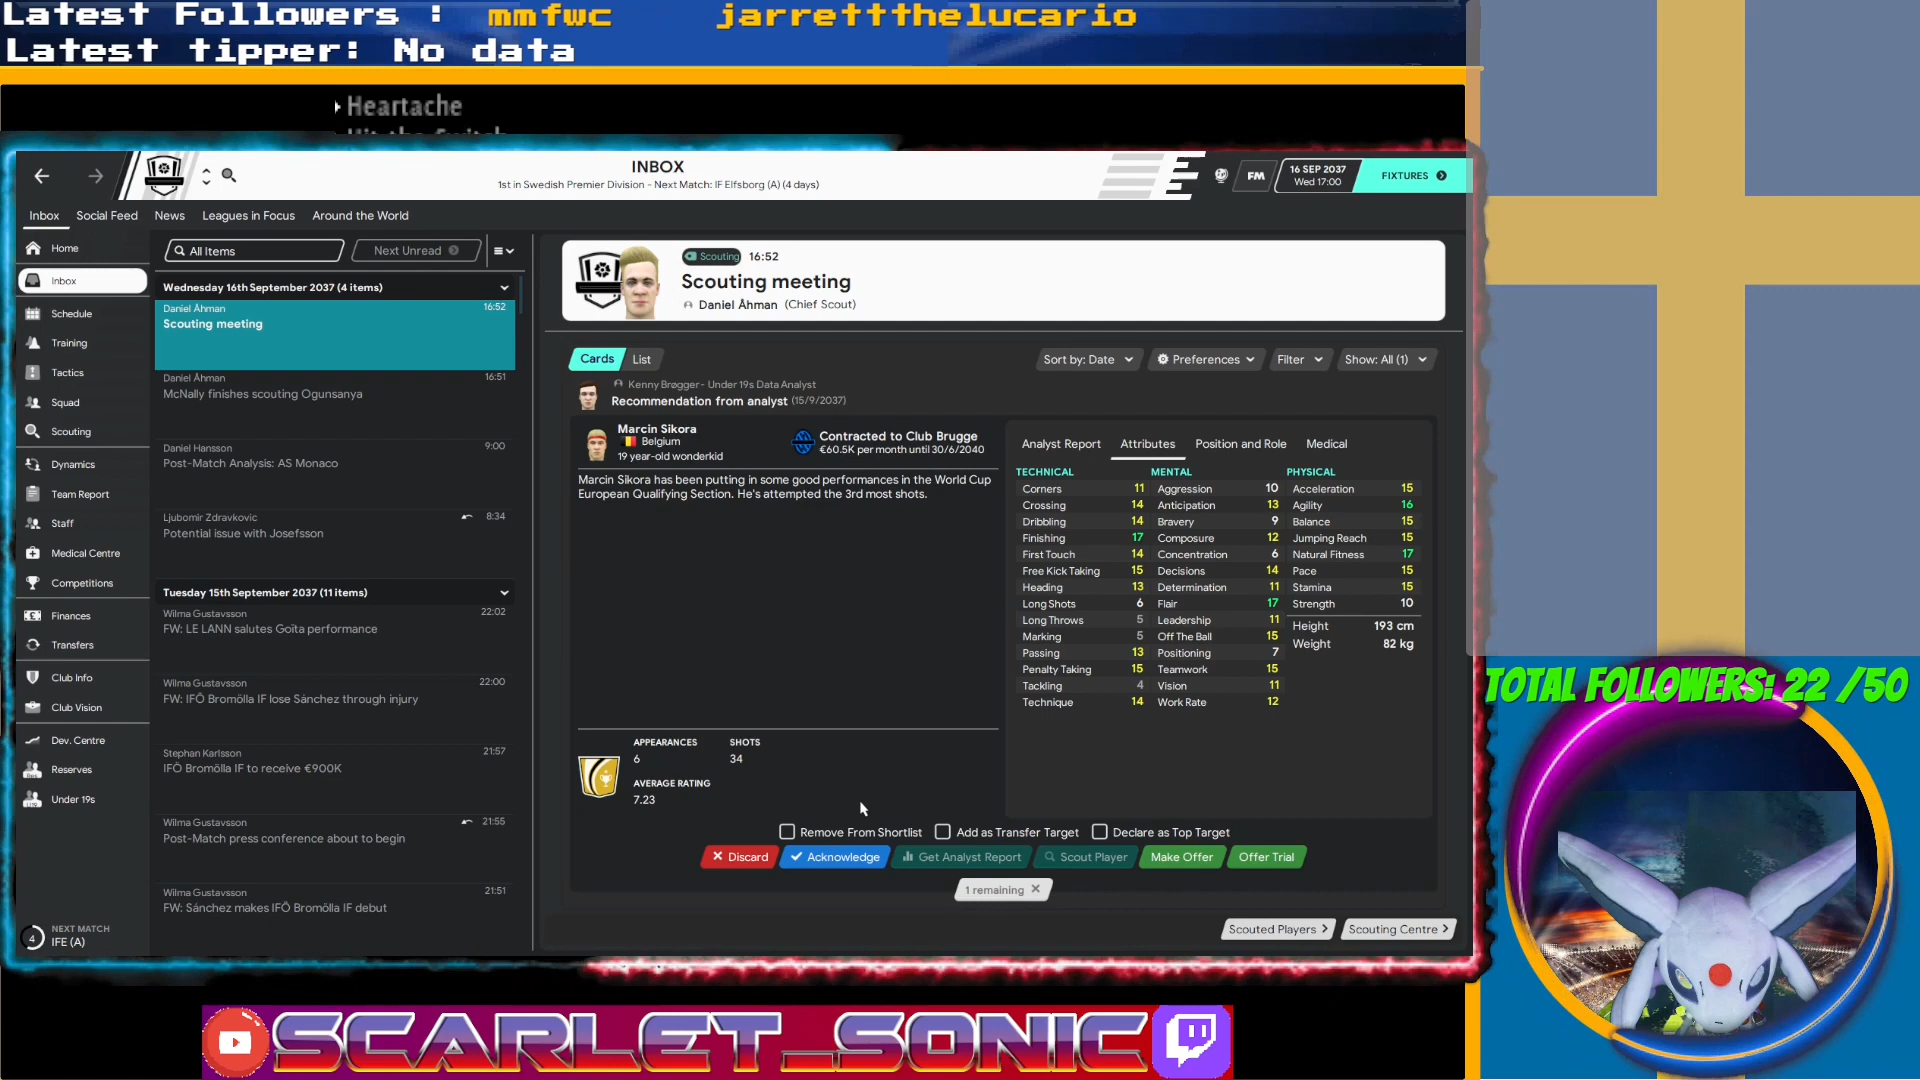 Latest Followers : mmfwc jarrettthelucario
Latest tipper: No data
Heartache
Hit the Switch
INBOX
1st in Swedish Premier Division - Next Match: IF Elfsborg (A) (4 days)
FM
16 SEP 2037
Wed 17:00
FIXTURES
Inbox Social Feed News Leagues in Focus Around the World
Home
Inbox
Schedule
Training
Tactics
Squad
Scouting
Dynamics
Team Report
Staff
Medical Centre
Competitions
Finances
Transfers
Club Info
Club Vision
Dev. Centre
Reserves
Under 19s
4 NEXT MATCH
IFE (A)
All Items Next Unread
Wednesday 16th September 2037 (4 items)
Daniel Åhman 16:52
Scouting meeting
Daniel Åhman 16:51
McNally finishes scouting Ogunsanya
Daniel Hansson 9:00
Post-Match Analysis: AS Monaco
Ljubomir Zdravkovic 8:34
Potential issue with Josefsson
Tuesday 15th September 2037 (11 items)
Wilma Gustavsson 22:02
FW: LE LANN salutes Goïta performance
Wilma Gustavsson 22:00
FW: IFÖ Bromölla IF lose Sánchez through injury
Stephan Karlsson 21:57
IFÖ Bromölla IF to receive €900K
Wilma Gustavsson 21:55
Post-Match press conference about to begin
Wilma Gustavsson 21:51
FW: Sánchez makes IFÖ Bromölla IF debut
Scouting 16:52
Scouting meeting
Daniel Åhman (Chief Scout)
Cards List Sort by: Date Preferences Filter Show: All (1)
Kenny Brøgger - Under 19s Data Analyst
Recommendation from analyst (15/9/2037)
Marcin Sikora
Belgium
19 year-old wonderkid
Contracted to Club Brugge
€60.5K per month until 30/6/2040
Marcin Sikora has been putting in some good performances in the World Cup
European Qualifying Section. He's attempted the 3rd most shots.
APPEARANCES SHOTS
6 34
AVERAGE RATING
7.23
Analyst Report Attributes Position and Role Medical
TECHNICAL MENTAL PHYSICAL
Corners 11 Aggression 10 Acceleration 15
Crossing 14 Anticipation 13 Agility 16
Dribbling 14 Bravery 9 Balance 15
Finishing 17 Composure 12 Jumping Reach 15
First Touch 14 Concentration 6 Natural Fitness 17
Free Kick Taking 15 Decisions 14 Pace 15
Heading 13 Determination 11 Stamina 15
Long Shots 6 Flair 17 Strength 10
Long Throws 5 Leadership 11 Height 193 cm
Marking 5 Off The Ball 15 Weight 82 kg
Passing 13 Positioning 7
Penalty Taking 15 Teamwork 15
Tackling 4 Vision 11
Technique 14 Work Rate 12
Remove From Shortlist Add as Transfer Target Declare as Top Target
Discard Acknowledge Get Analyst Report Scout Player Make Offer Offer Trial
1 remaining
Scouted Players Scouting Centre
TOTAL FOLLOWERS: 22 /50
SCARLET_SONIC